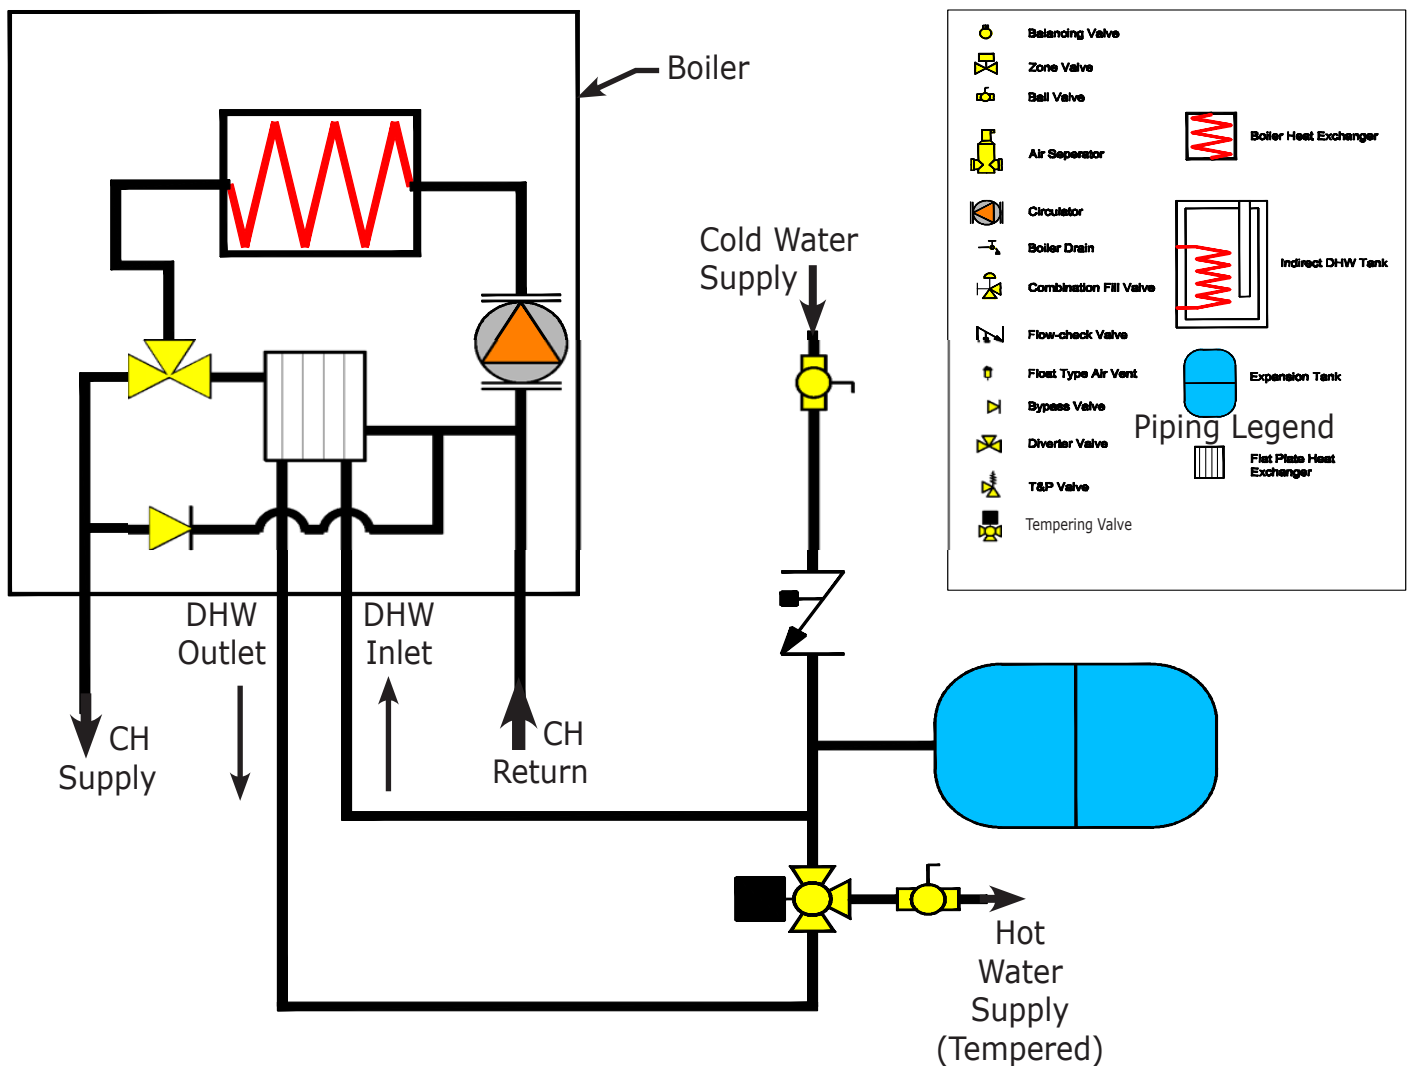 Boiler
Cold Water
Supply
DHW
Outlet
DHW
Inlet
CH
Supply
CH
Return
Hot
Water
Supply
(Tempered)
Balancing Valve
Zone Valve
Ball Valve
Air Seperator
Circulator
Boiler Drain
Combination Fill Valve
Flow-check Valve
Float Type Air Vent
Bypass Valve
Diverter Valve
T&P Valve
Tempering Valve
Boiler Heat Exchanger
Indirect DHW Tank
Expansion Tank
Piping Legend
Flat Plate Heat
Exchanger